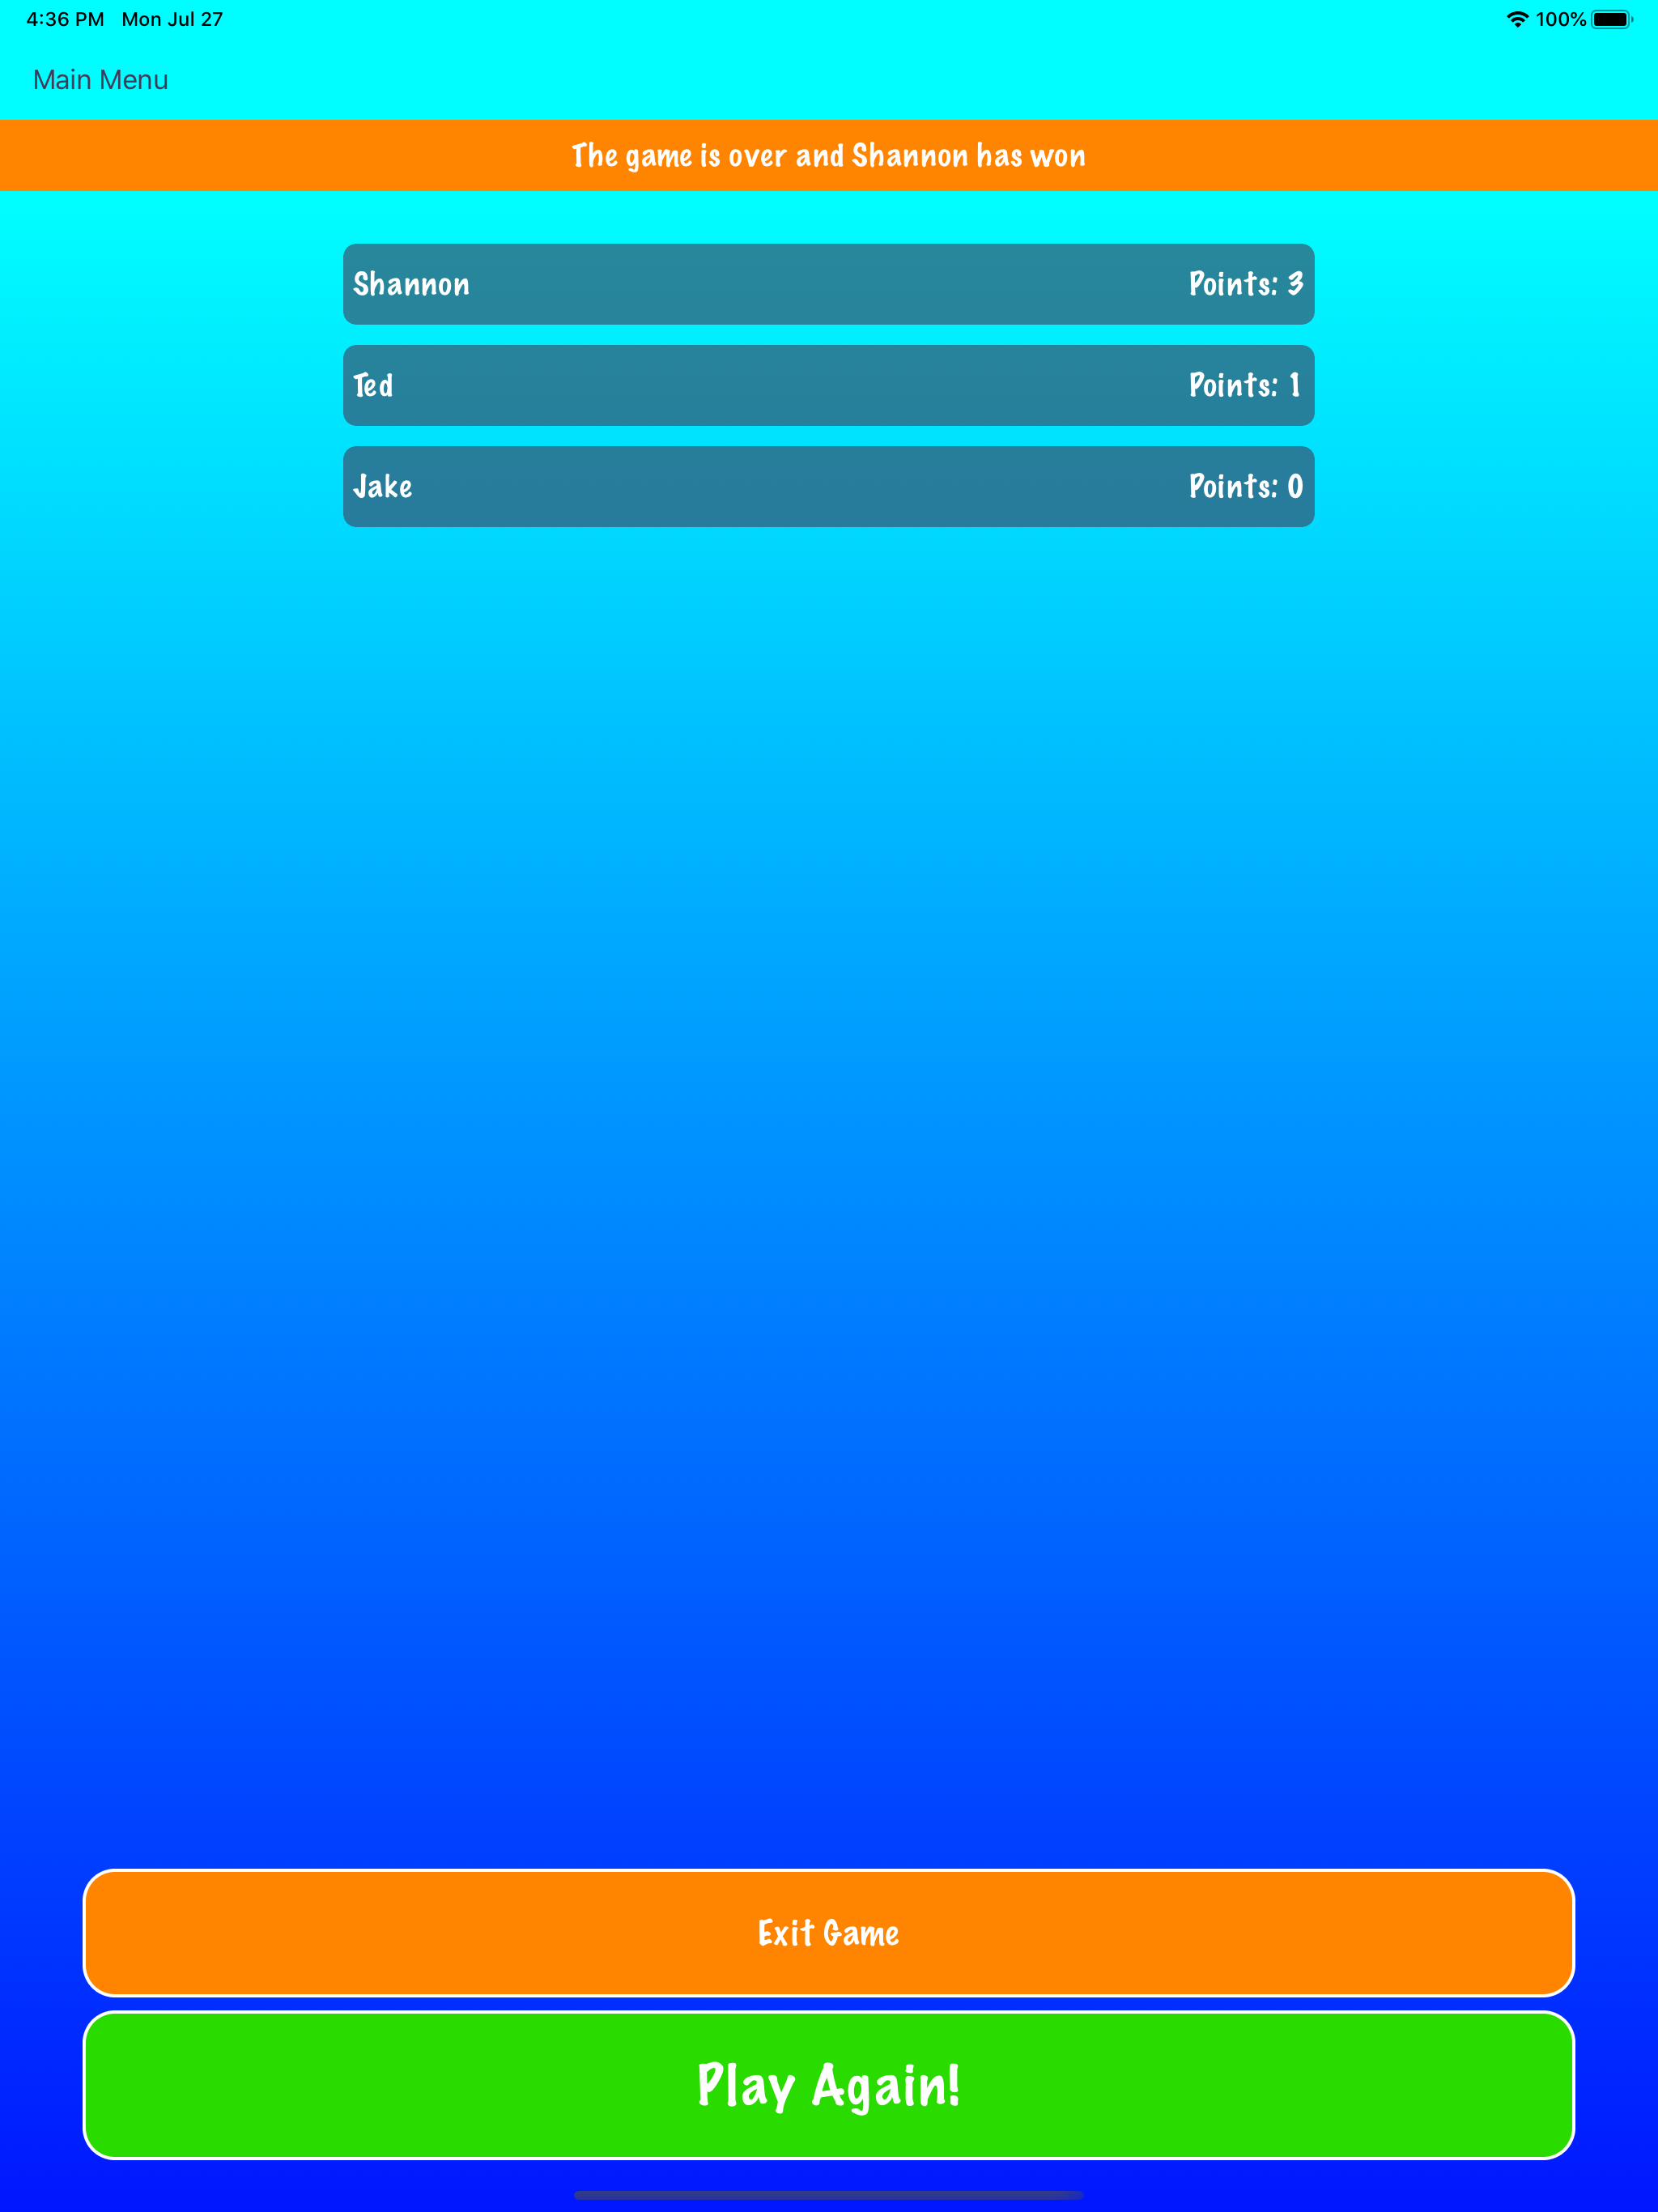 4:36 PM Mon Jul 27 100%
Main Menu
The game is over and Shannon has won
Shannon Points: 3
Ted Points: 1
Jake Points: 0
Exit Game
Play Again!